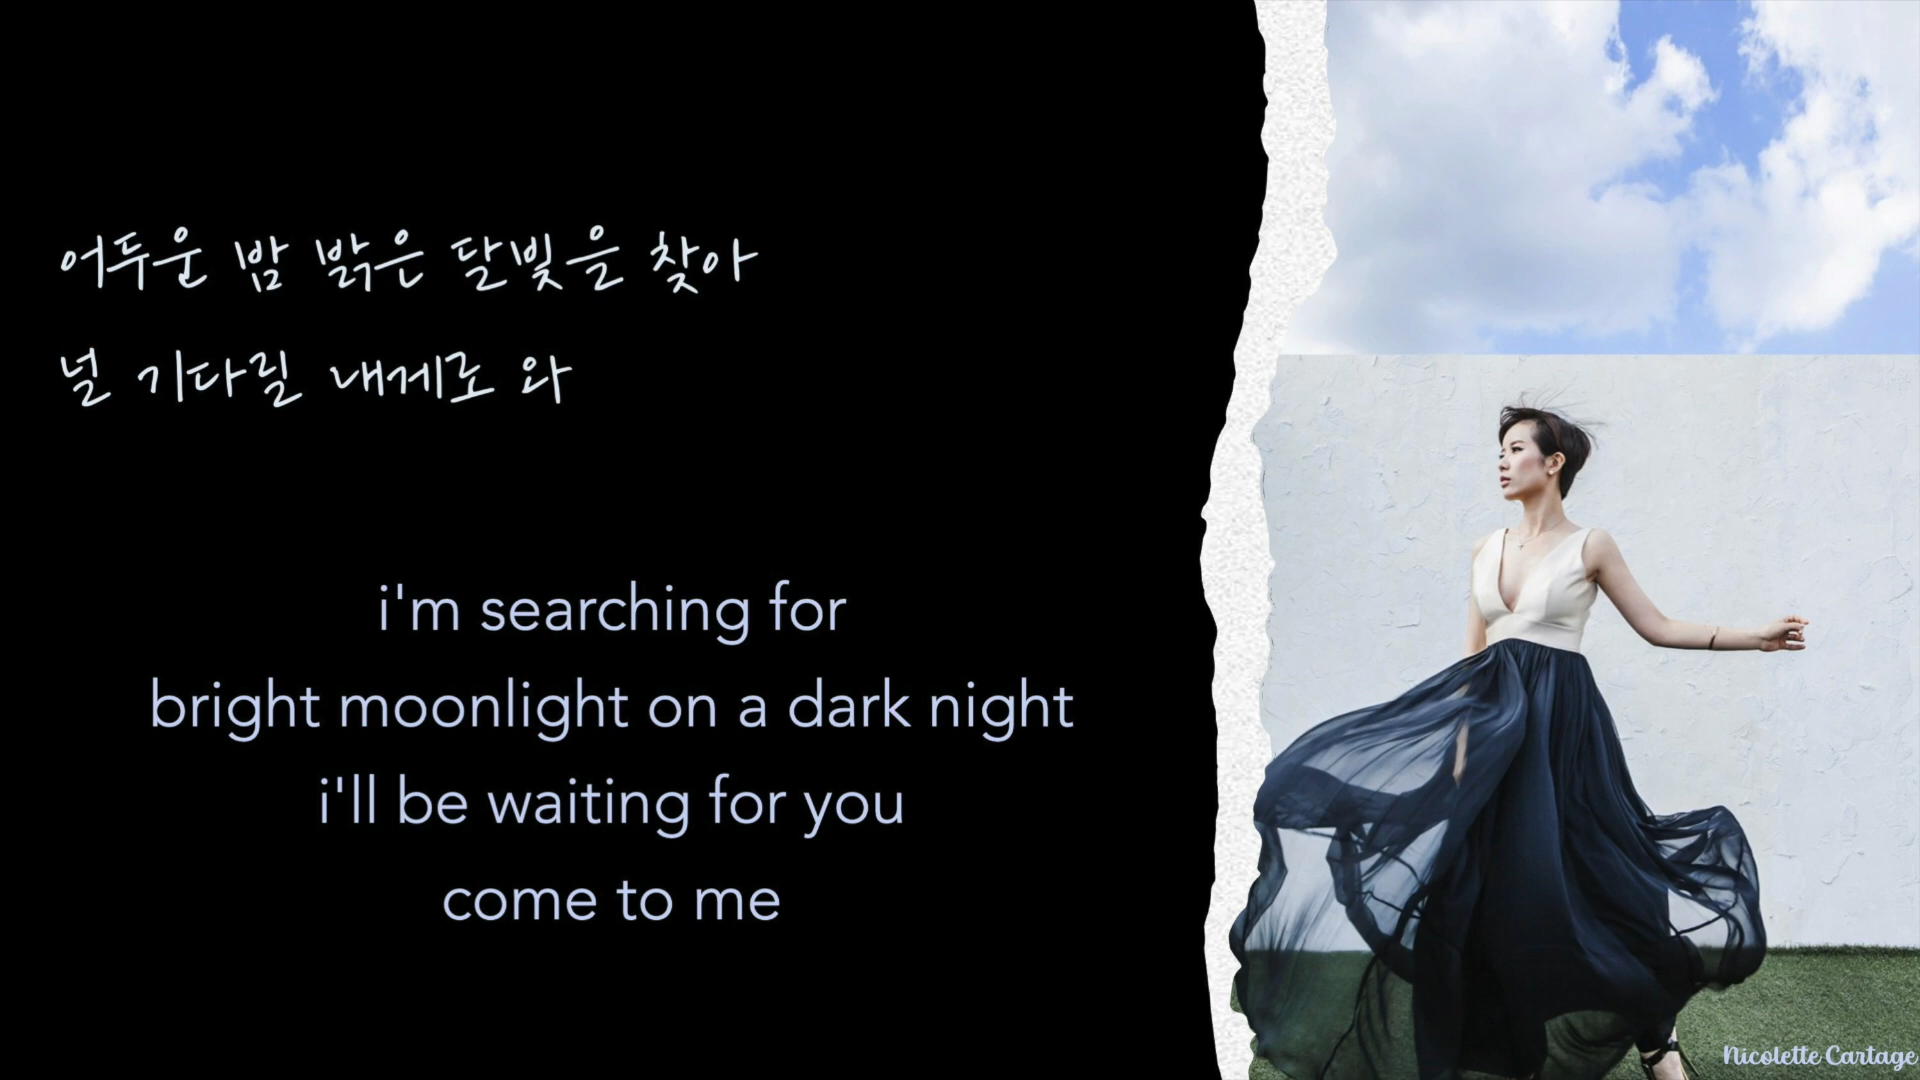 어두운 밤 밝은 달빛을 찾아
널 기다릴 내게로 와
i'm searching for
bright moonlight on a dark night
i'll be waiting for you
come to me
Nicolette Cartage